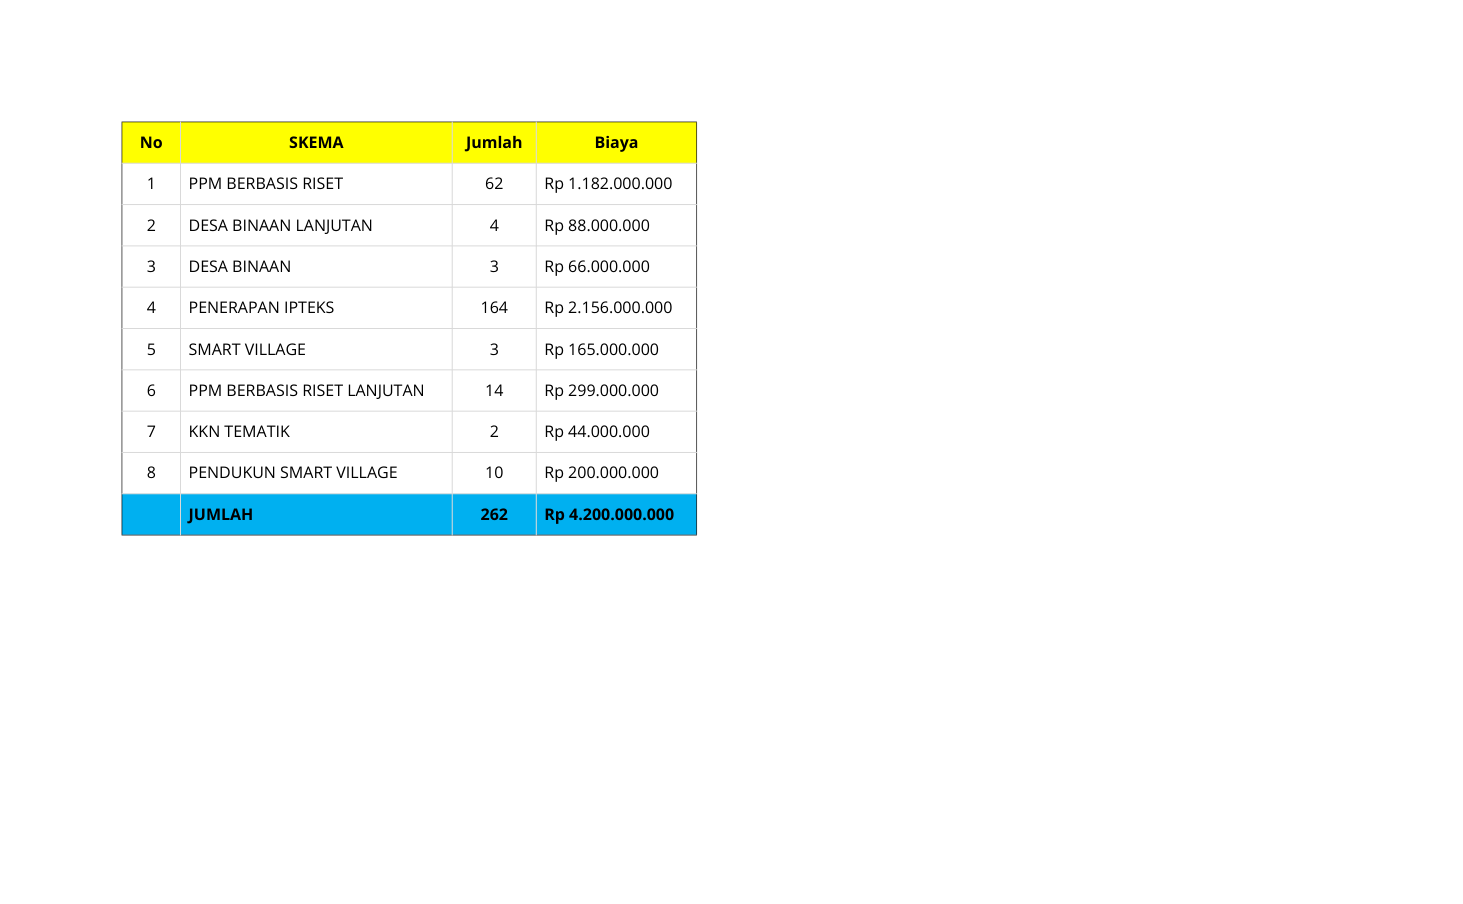 No SKEMA Jumlah Biaya
1 PPM BERBASIS RISET 62 Rp 1.182.000.000
2 DESA BINAAN LANJUTAN 4 Rp 88.000.000
3 DESA BINAAN 3 Rp 66.000.000
4 PENERAPAN IPTEKS 164 Rp 2.156.000.000
5 SMART VILLAGE 3 Rp 165.000.000
6 PPM BERBASIS RISET LANJUTAN 14 Rp 299.000.000
7 KKN TEMATIK 2 Rp 44.000.000
8 PENDUKUN SMART VILLAGE 10 Rp 200.000.000
JUMLAH 262 Rp 4.200.000.000